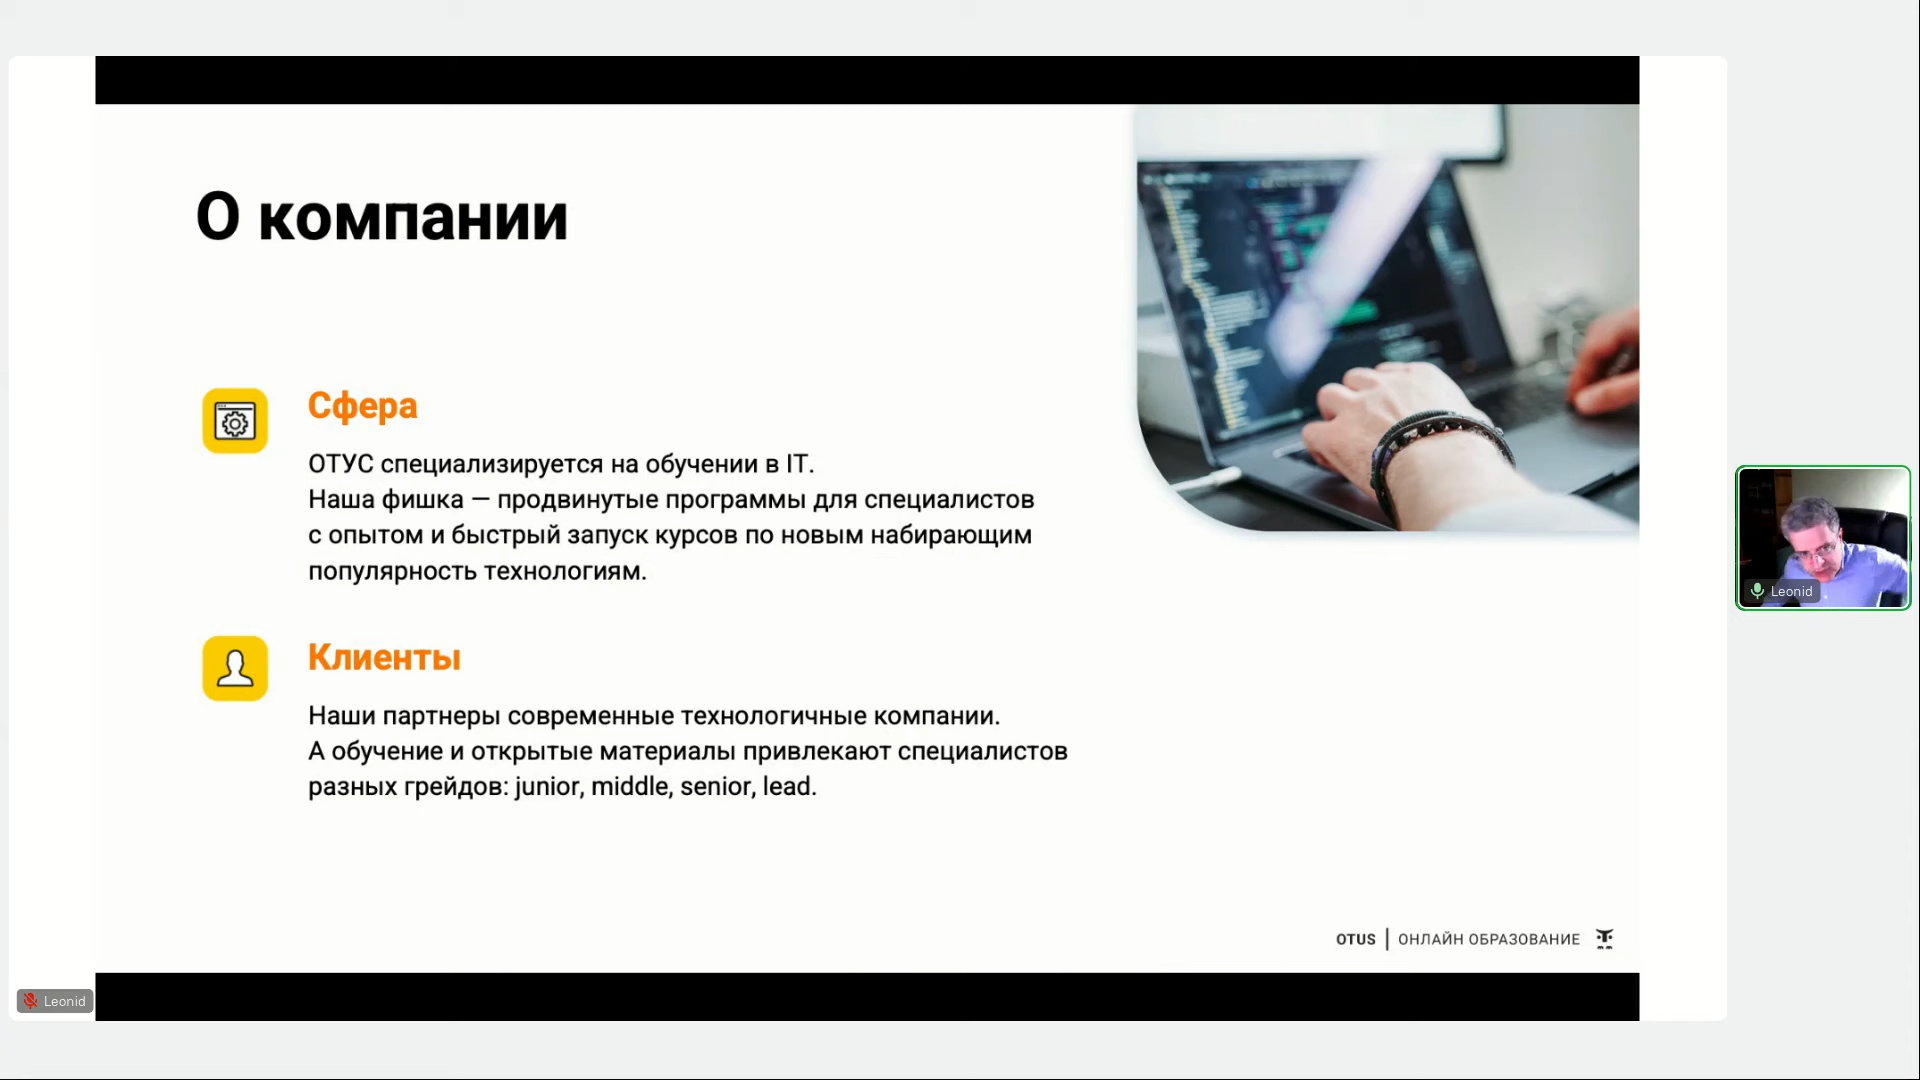 О компании
Сфера
ОТУС специализируется на обучении в IT.
Наша фишка — продвинутые программы для специалистов
с опытом и быстрый запуск курсов по новым набирающим
популярность технологиям.
Клиенты
Наши партнеры современные технологичные компании.
А обучение и открытые материалы привлекают специалистов
разных грейдов: junior, middle, senior, lead.
OTUS | ОНЛАЙН ОБРАЗОВАНИЕ
Leonid
Leonid